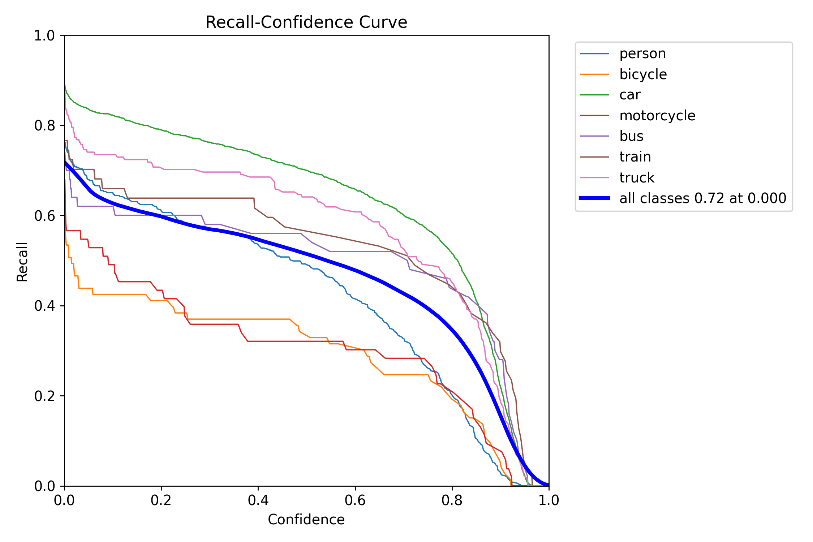 Recall-Confidence Curve
1.0
0.8
0.6
0.4
0.2
0.0
Recall
0.0 0.2 0.4 0.6 0.8 1.0
Confidence
person
bicycle
car
motorcycle
bus
train
truck
all classes 0.72 at 0.000